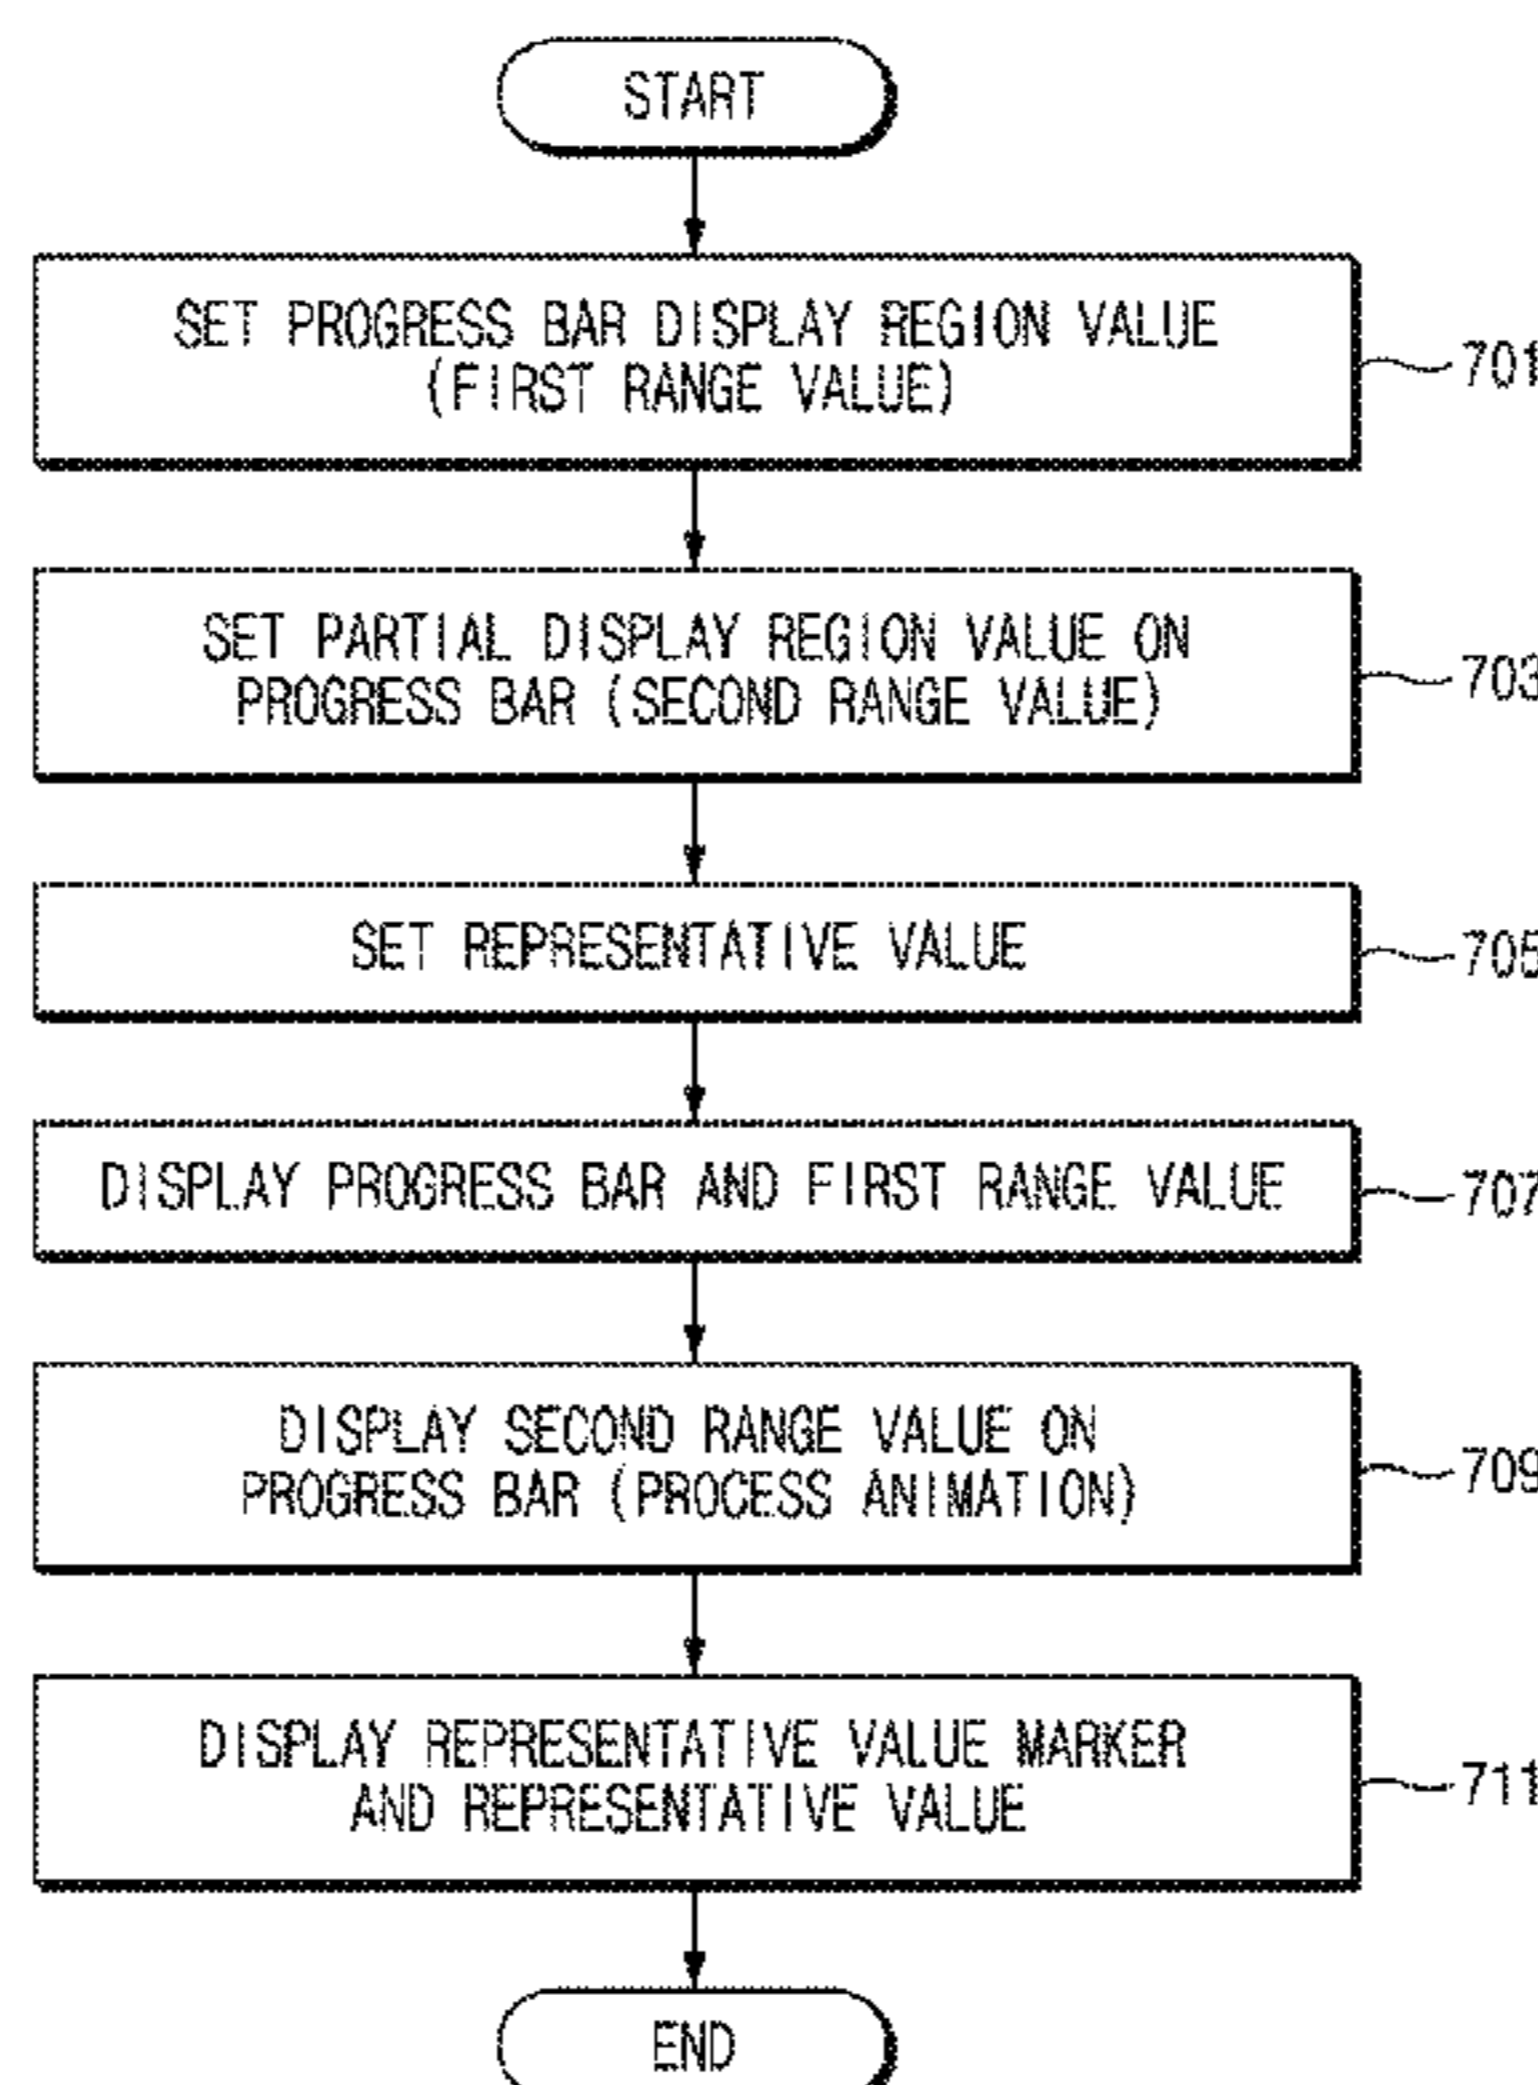 START
SET PROGRESS BAR DISPLAY REGION VALUE
(FIRST RANGE VALUE)
701
SET PARTIAL DISPLAY REGION VALUE ON
PROGRESS BAR (SECOND RANGE VALUE)
703
SET REPRESENTATIVE VALUE
705
DISPLAY PROGRESS BAR AND FIRST RANGE VALUE
707
DISPLAY SECOND RANGE VALUE ON
PROGRESS BAR (PROCESS ANIMATION)
709
DISPLAY REPRESENTATIVE VALUE MARKER
AND REPRESENTATIVE VALUE
711
END